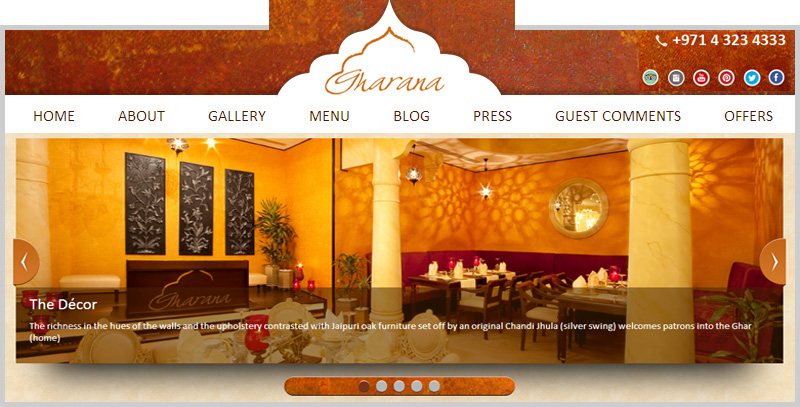 +971 4 323 4333
Gharana
HOME ABOUT GALLERY MENU BLOG PRESS GUEST COMMENTS OFFERS
Gharana
The Décor
The richness in the hues of the walls and the upholstery contrasted with Jaipuri oak furniture set off by an original Chandi Jhula (silver swing) welcomes patrons into the Ghar
(home)